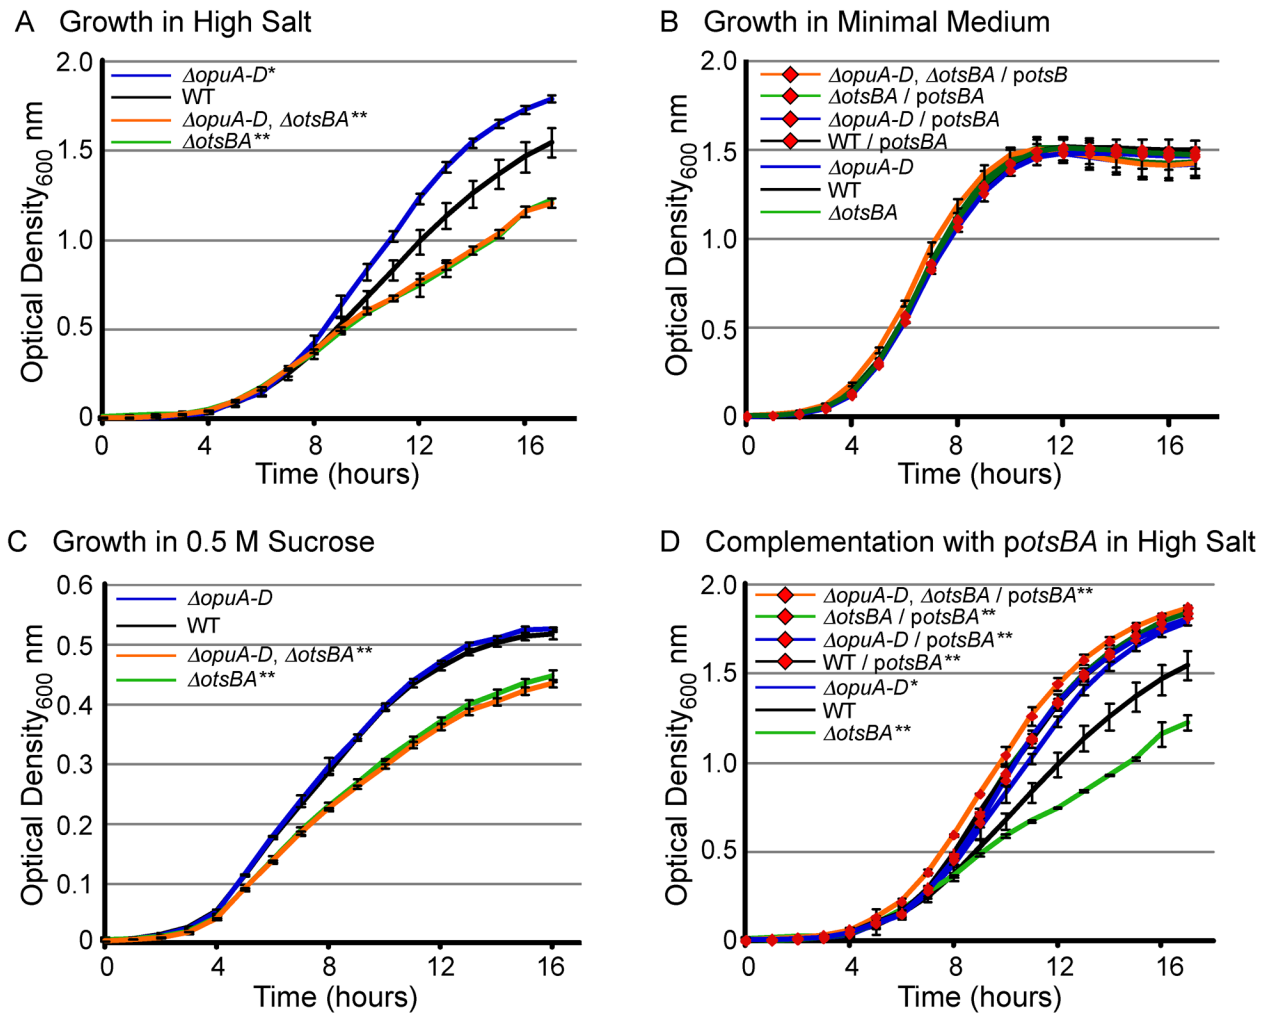 A Growth in High Salt
2.0
1.5
1.0
0.5
0
ΔopuA-D*
WT
ΔopuA-D, ΔotsBA**
ΔotsBA**
Optical Density600 nm
0 4 8 12 16
Time (hours)
B Growth in Minimal Medium
2.0
1.5
1.0
0.5
0
ΔopuA-D, ΔotsBA / potsB
ΔotsBA / potsBA
ΔopuA-D / potsBA
WT / potsBA
ΔopuA-D
WT
ΔotsBA
Optical Density600 nm
0 4 8 12 16
Time (hours)
C Growth in 0.5 M Sucrose
0.6
0.5
0.4
0.3
0.2
0.1
0
ΔopuA-D
WT
ΔopuA-D, ΔotsBA**
ΔotsBA**
Optical Density600 nm
0 4 8 12 16
Time (hours)
D Complementation with potsBA in High Salt
2.0
1.5
1.0
0.5
0
ΔopuA-D, ΔotsBA / potsBA**
ΔotsBA / potsBA**
ΔopuA-D / potsBA**
WT / potsBA**
ΔopuA-D*
WT
ΔotsBA**
Optical Density600 nm
0 4 8 12 16
Time (hours)